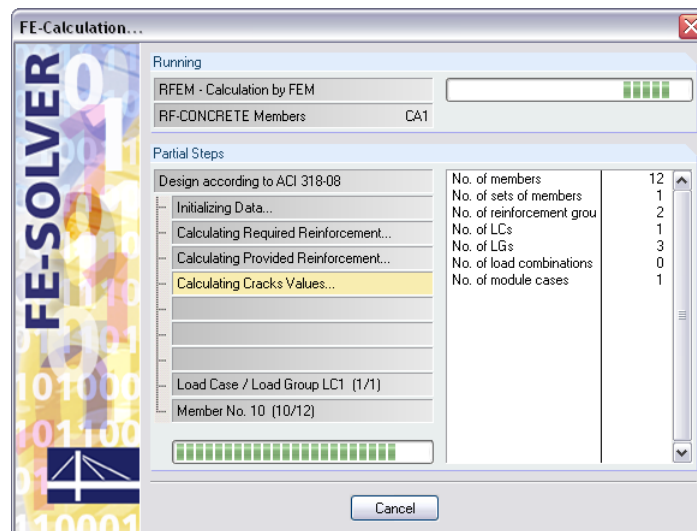 FE-Calculation...
FE-SOLVER
Running
RFEM - Calculation by FEM
RF-CONCRETE Members CA1
Partial Steps
Design according to ACI 318-08
Initializing Data...
Calculating Required Reinforcement...
Calculating Provided Reinforcement...
Calculating Cracks Values...
Load Case / Load Group LC1 (1/1)
Member No. 10 (10/12)
No. of members 12
No. of sets of members 1
No. of reinforcement grou 2
No. of LCs 1
No. of LGs 3
No. of load combinations 0
No. of module cases 1
Cancel